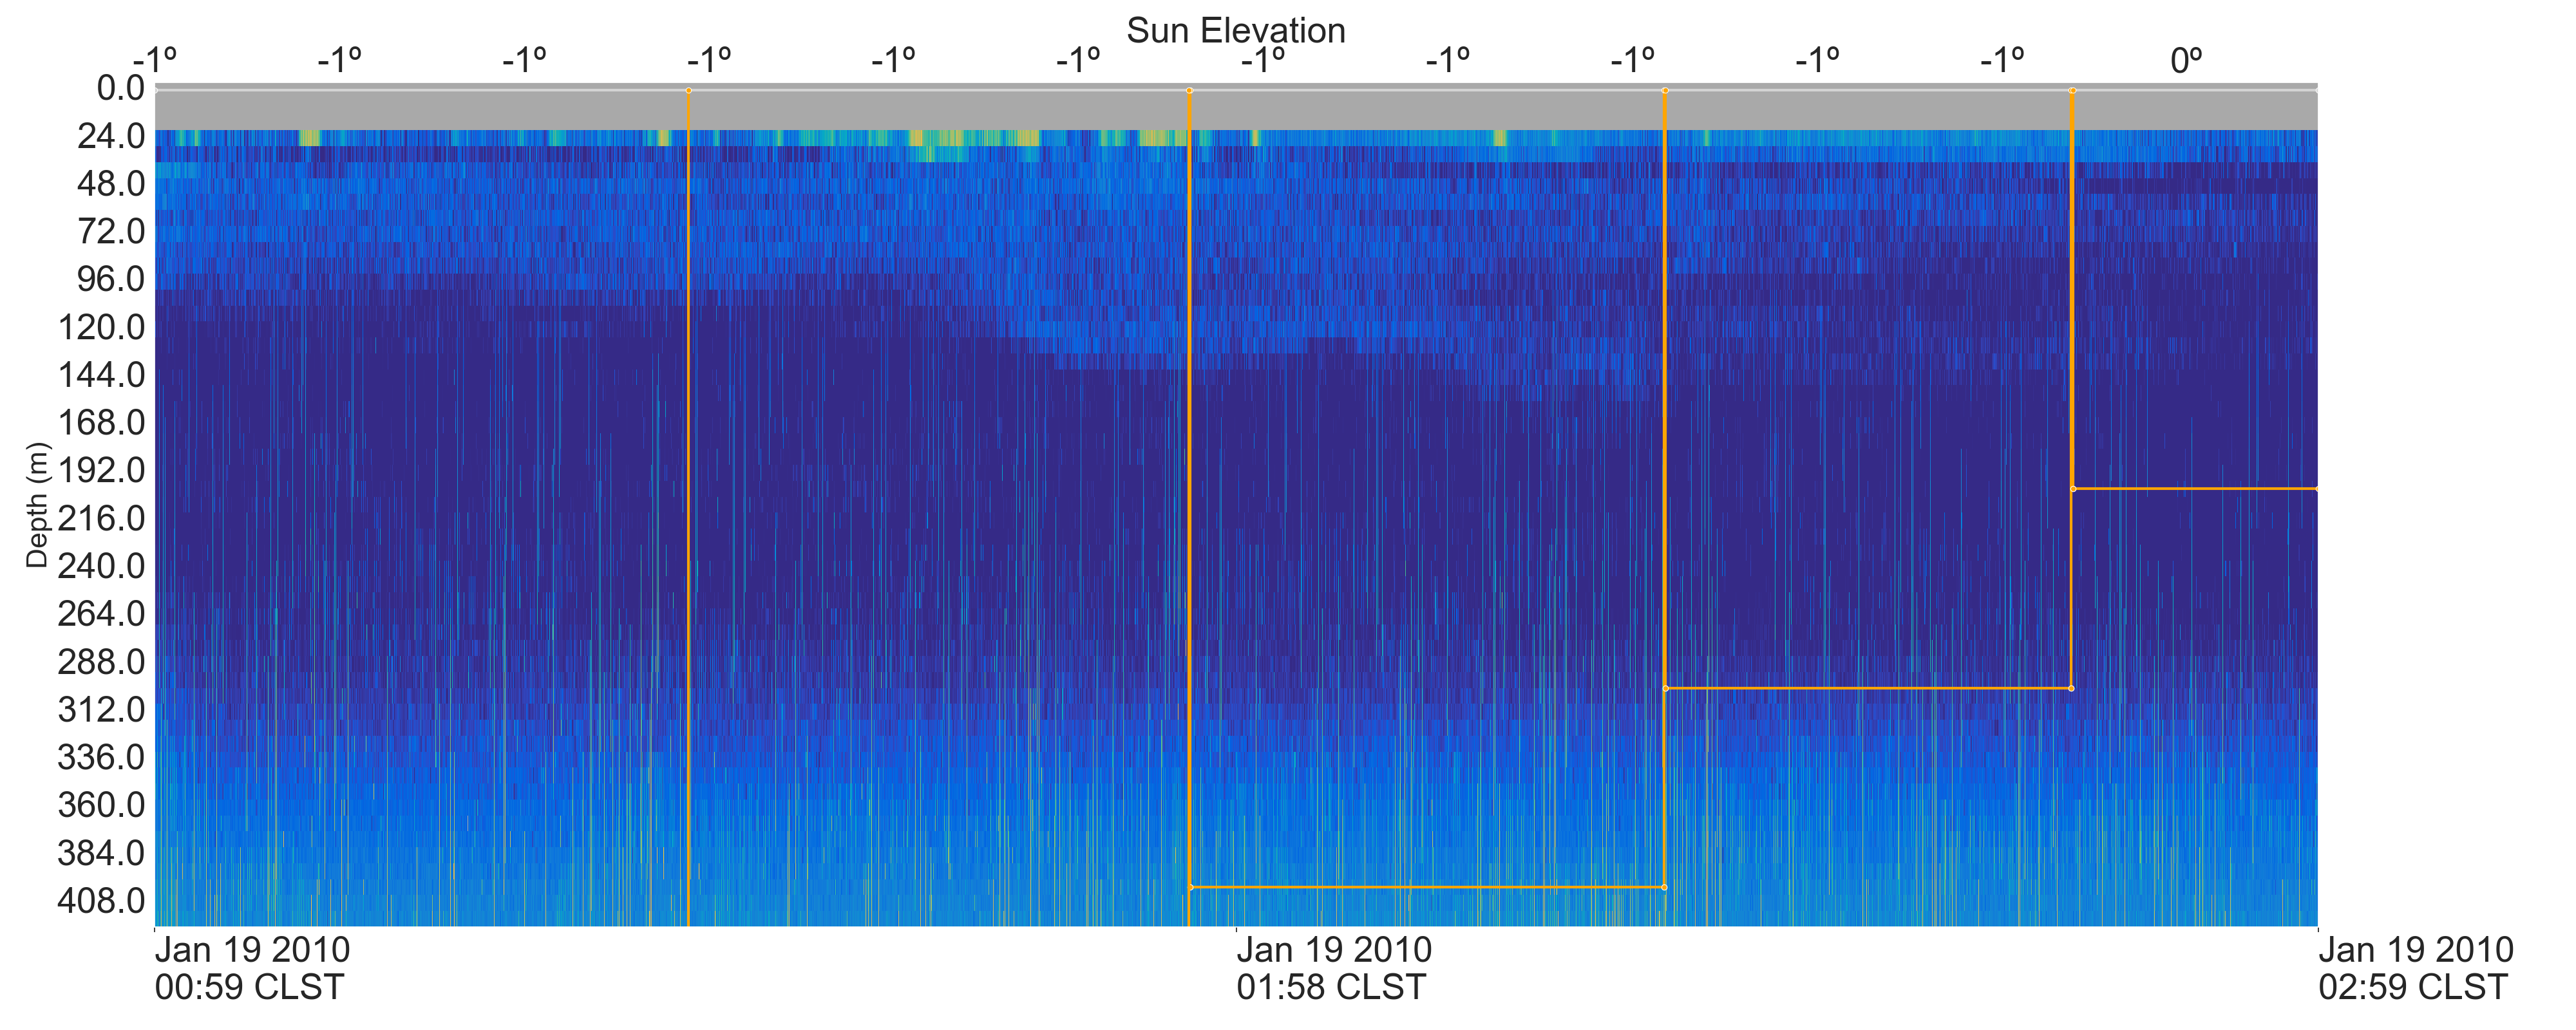 Sun Elevation
-1º -1º -1º -1º -1º -1º -1º -1º -1º -1º -1º 0º
0.0
24.0
48.0
72.0
96.0
120.0
144.0
168.0
192.0
216.0
240.0
264.0
288.0
312.0
336.0
360.0
384.0
408.0
Depth (m)
Jan 19 2010
00:59 CLST
Jan 19 2010
01:58 CLST
Jan 19 2010
02:59 CLST